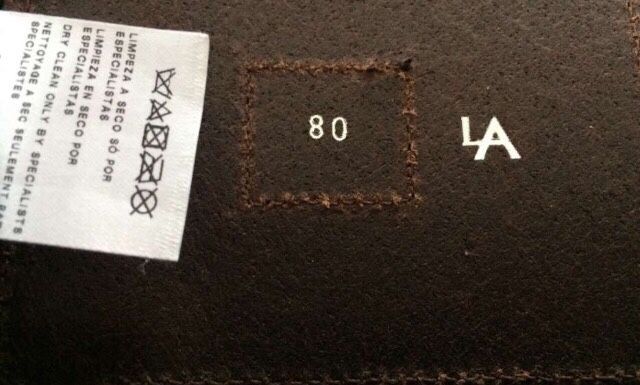 LIMPEZA A SECO SÓ POR
ESPECIALISTAS
LIMPIEZA EN SECO POR
ESPECIALISTAS
DRY CLEAN ONLY BY SPECIALISTS
NETTOYAGE A SEC SEULEMENT PAR
SPECIALISTES
80
LA